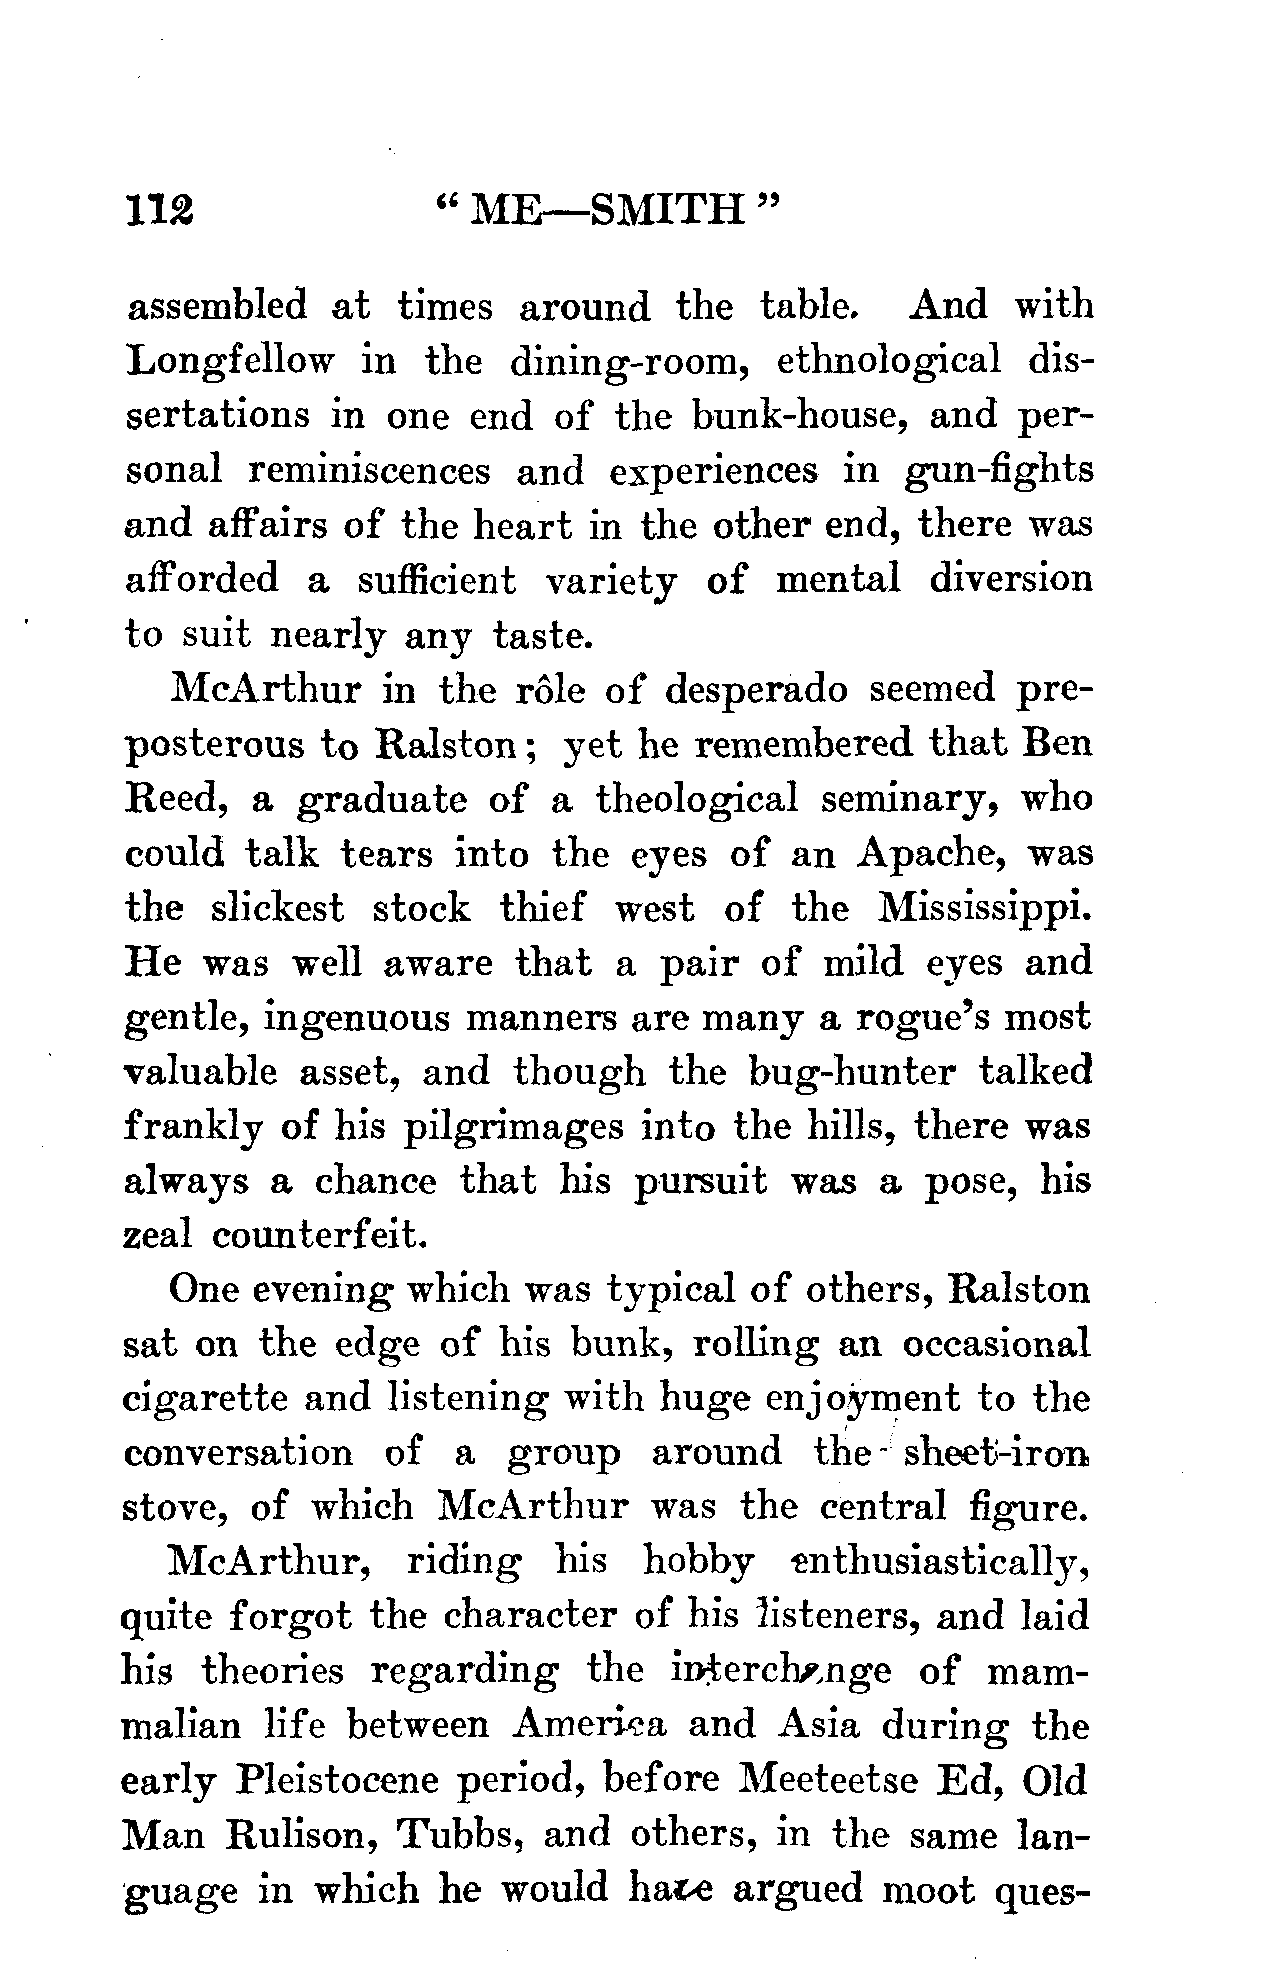 112 “ ME—SMITH ”
assembled at times around the table. And with
Longfellow in the dining-room, ethnological dis-
sertations in one end of the bunk-house, and per-
sonal reminiscences and experiences in gun-fights
and affairs of the heart in the other end, there was
afforded a sufficient variety of mental diversion
to suit nearly any taste.
McArthur in the rôle of desperado seemed pre-
posterous to Ralston; yet he remembered that Ben
Reed, a graduate of a theological seminary, who
could talk tears into the eyes of an Apache, was
the slickest stock thief west of the Mississippi.
He was well aware that a pair of mild eyes and
gentle, ingenuous manners are many a rogue’s most
valuable asset, and though the bug-hunter talked
frankly of his pilgrimages into the hills, there was
always a chance that his pursuit was a pose, his
zeal counterfeit.
One evening which was typical of others, Ralston
sat on the edge of his bunk, rolling an occasional
cigarette and listening with huge enjoyment to the
conversation of a group around the sheet-iron
stove, of which McArthur was the central figure.
McArthur, riding his hobby enthusiastically,
quite forgot the character of his listeners, and laid
his theories regarding the interchange of mam-
malian life between America and Asia during the
early Pleistocene period, before Meeteetse Ed, Old
Man Rulison, Tubbs, and others, in the same lan-
guage in which he would have argued moot ques-